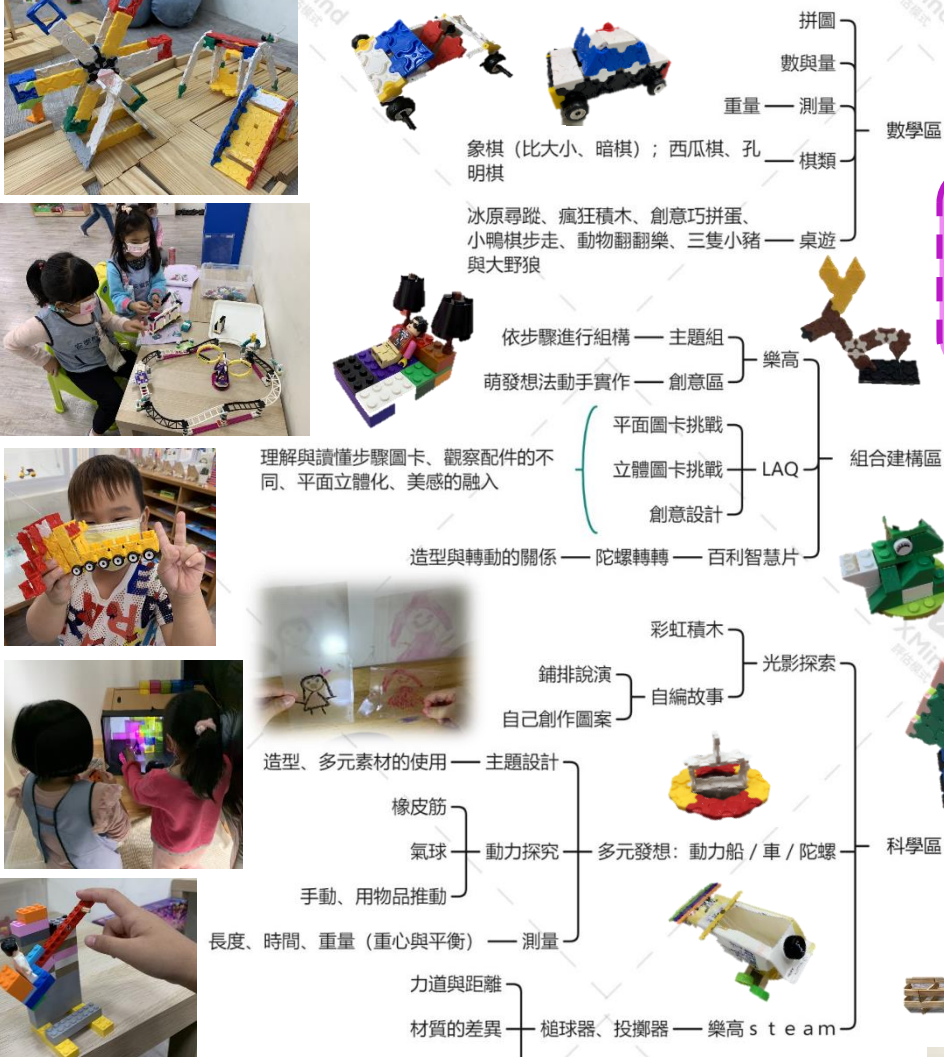 拼圖
數與量
重量
測量
數學區
象棋（比大小、暗棋）；西瓜棋、孔
明棋
棋類
冰原尋蹤、瘋狂積木、創意巧拼蛋、
小鴨棋步走、動物翻翻樂、三隻小豬
與大野狼
桌遊
依步驟進行組構
主題組
樂高
萌發想法動手實作
創意區
平面圖卡挑戰
理解與讀懂步驟圖卡、觀察配件的不
同、平面立體化、美感的融入
立體圖卡挑戰
LAQ
組合建構區
創意設計
造型與轉動的關係
陀螺轉轉
百利智慧片
彩虹積木
光影探索
鋪排說演
自編故事
自己創作圖案
造型、多元素材的使用
主題設計
橡皮筋
氣球
動力探究
多元發想：動力船 / 車 / 陀螺
科學區
手動、用物品推動
長度、時間、重量（重心與平衡）
測量
力道與距離
材質的差異
槌球器、投擲器
樂高ｓｔｅａｍ
XMind
評估模式